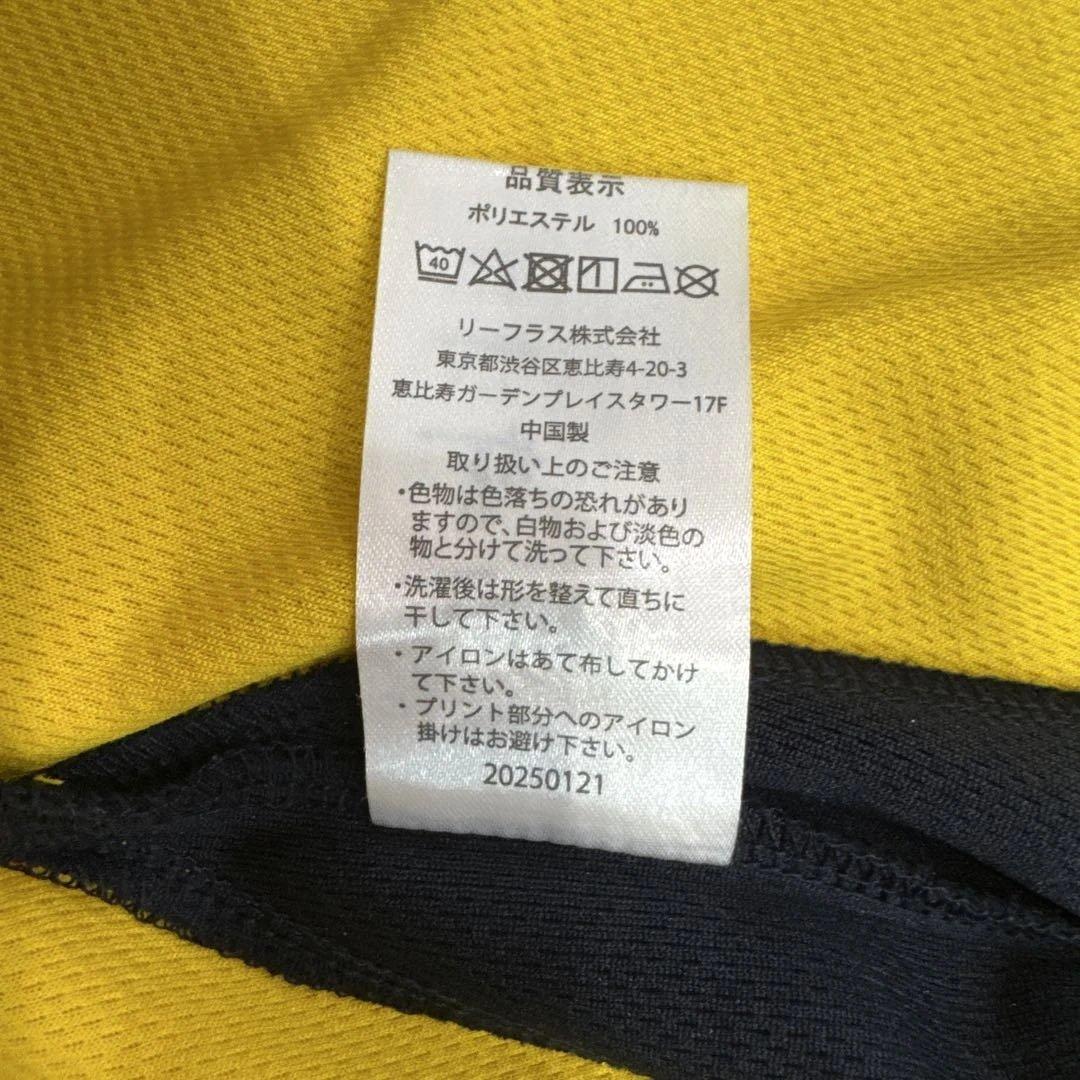 品質表示
ポリエステル 100%
40
リーフラス株式会社
東京都渋谷区恵比寿4-20-3
恵比寿ガーデンプレイスタワー17F
中国製
取り扱い上のご注意
・色物は色落ちの恐れがあり
ますので、白物および淡色の
物と分けて洗って下さい。
・洗濯後は形を整えて直ちに
干して下さい。
・アイロンはあて布してかけ
て下さい。
・プリント部分へのアイロン
掛けはお避け下さい。
20250121